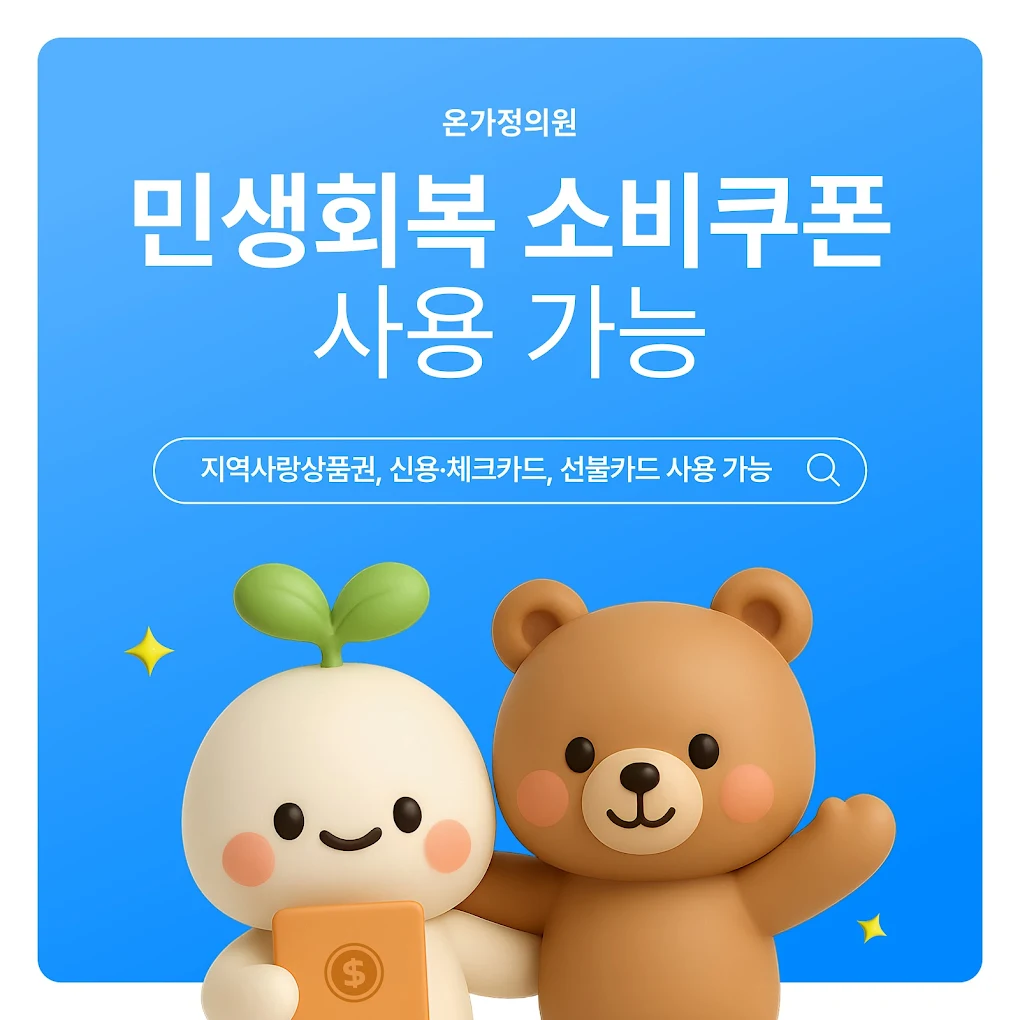 온가정의원
민생회복 소비쿠폰
사용 가능
지역사랑상품권, 신용·체크카드, 선불카드 사용 가능
$